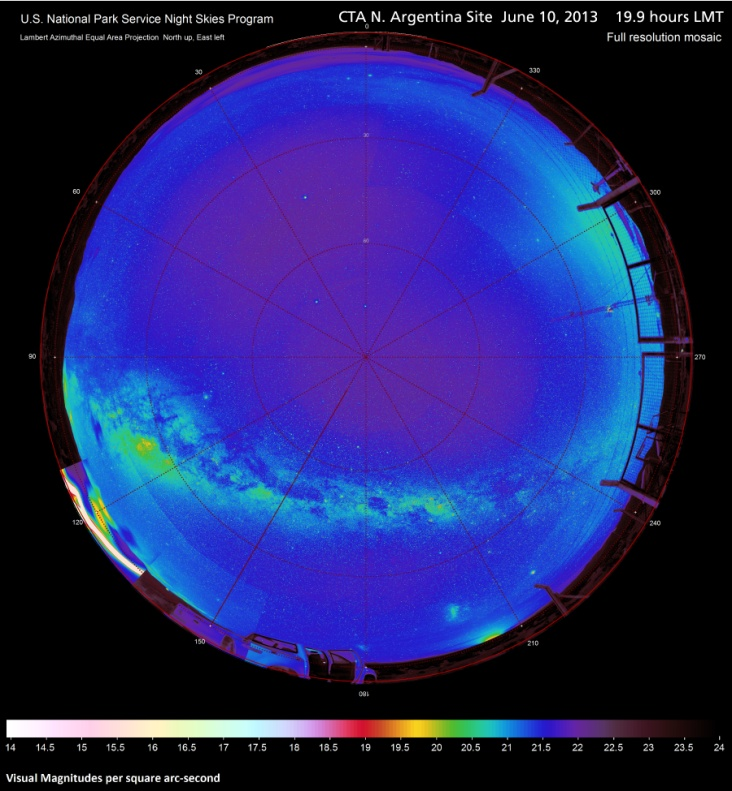 U.S. National Park Service Night Skies Program
CTA N. Argentina Site June 10, 2013 19.9 hours LMT
Lambert Azimuthal Equal Area Projection North up, East left
Full resolution mosaic
0
30
330
30
60
300
60
90
270
120
240
150
210
180
14 14.5 15 15.5 16 16.5 17 17.5 18 18.5 19 19.5 20 20.5 21 21.5 22 22.5 23 23.5 24
Visual Magnitudes per square arc-second